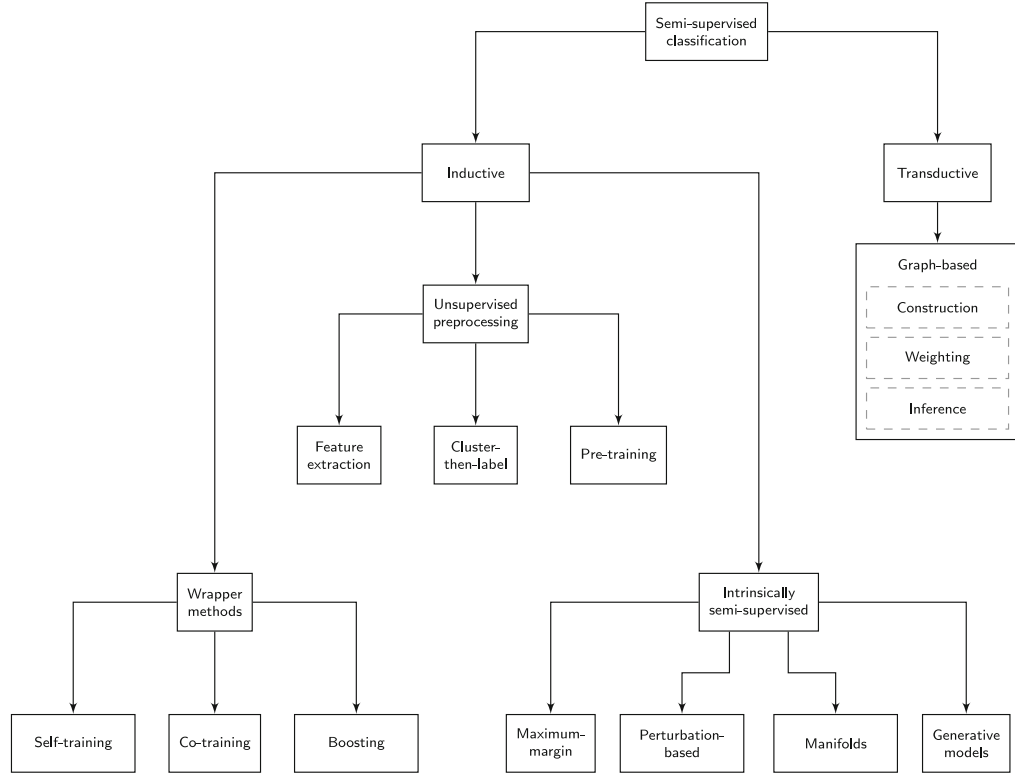 Semi-supervised
classification
Inductive
Transductive
Graph-based
Construction
Weighting
Inference
Unsupervised
preprocessing
Feature
extraction
Cluster-
then-label
Pre-training
Wrapper
methods
Intrinsically
semi-supervised
Self-training
Co-training
Boosting
Maximum-
margin
Perturbation-
based
Manifolds
Generative
models